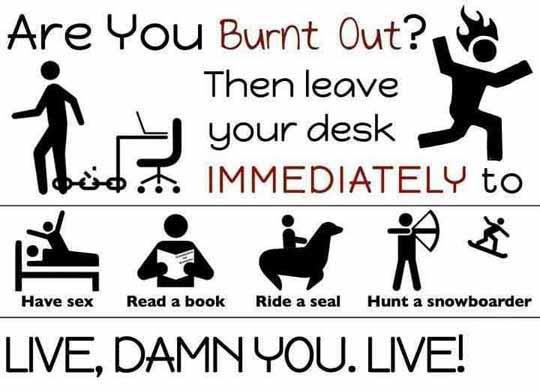 Are You Burnt Out?
Then leave
your desk
IMMEDIATELY to
Have sex
Read a book
Ride a seal
Hunt a snowboarder
LIVE, DAMN YOU. LIVE!